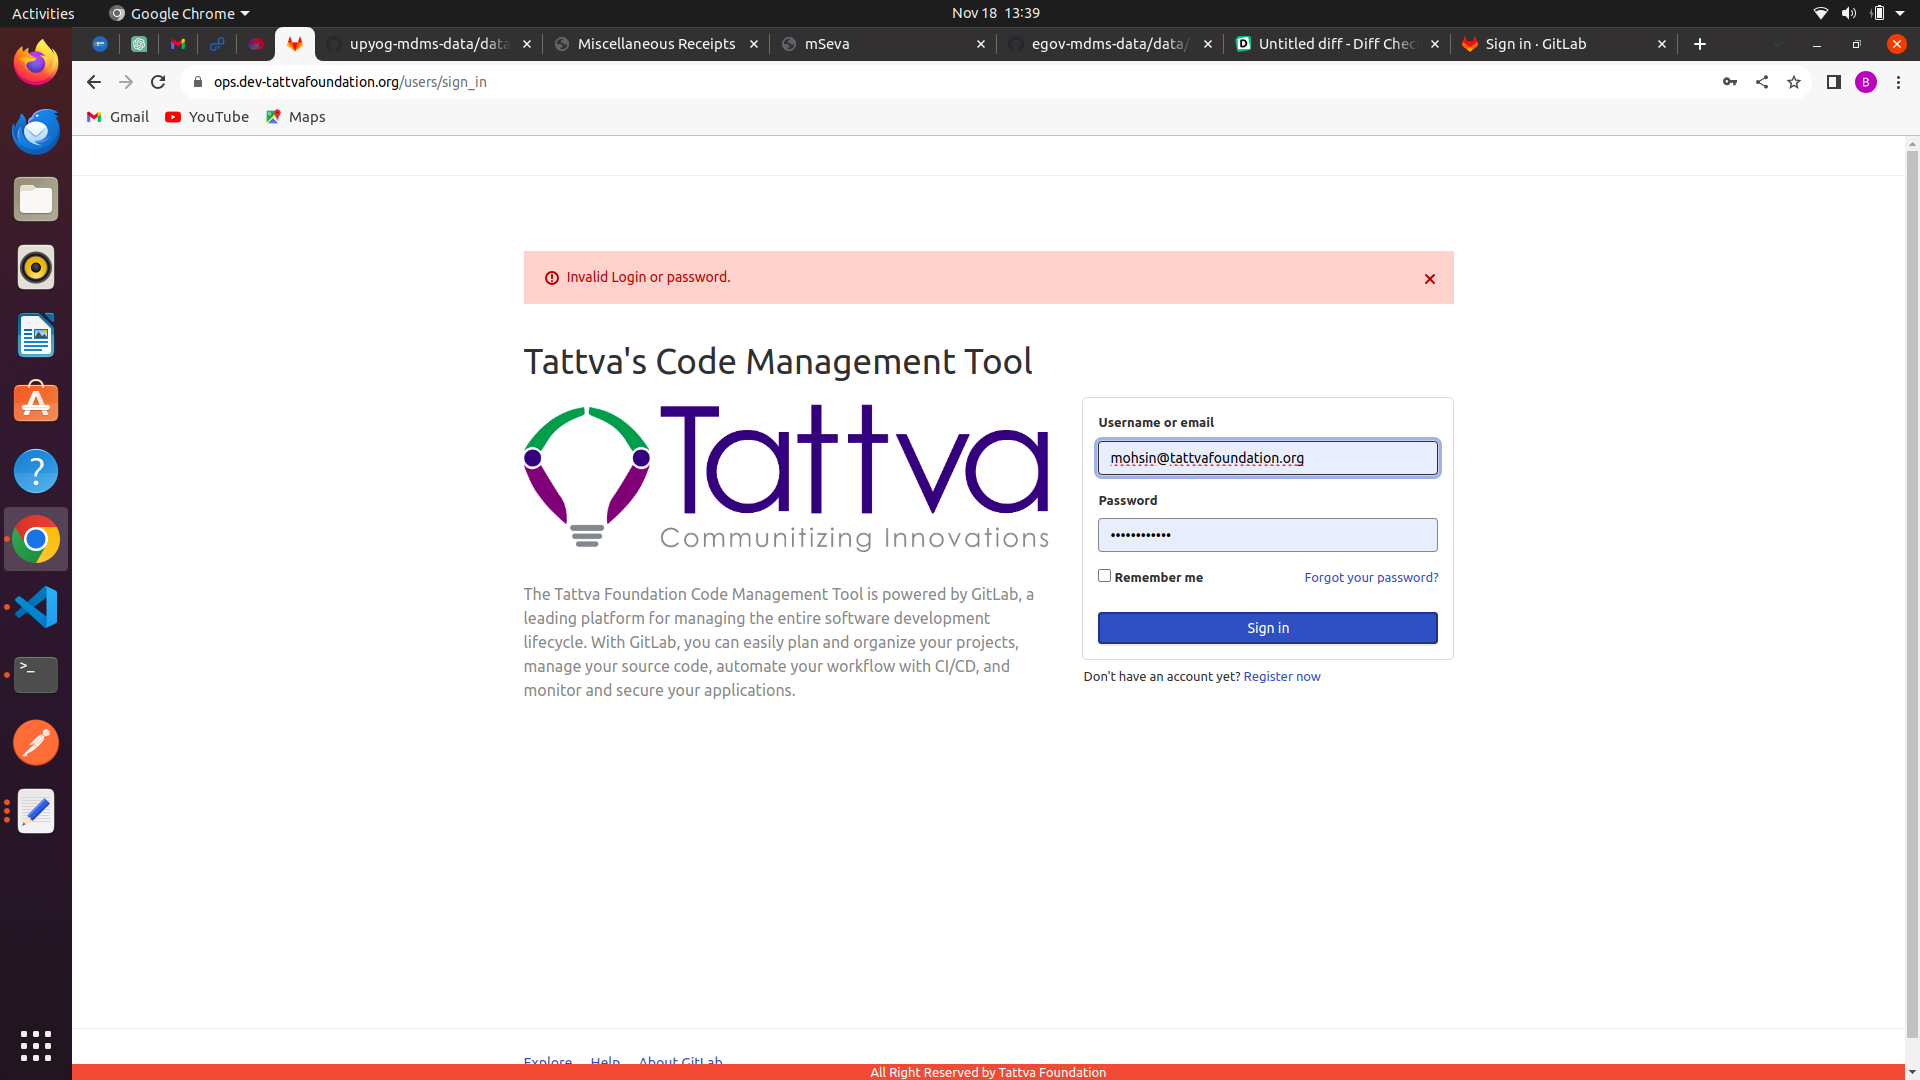 Activities
Google Chrome
Nov 18 13:39
upyog-mdms-data/data
Miscellaneous Receipts
mSeva
egov-mdms-data/data/
Untitled diff - Diff Chec
Sign in · GitLab
ops.dev-tattvafoundation.org/users/sign_in
B
Gmail
YouTube
Maps
Invalid Login or password.
Tattva's Code Management Tool
Tattva
Communitizing Innovations
Username or email
mohsin@tattvafoundation.org
Password
••••••••••••
Remember me
Forgot your password?
Sign in
Don't have an account yet? Register now
The Tattva Foundation Code Management Tool is powered by GitLab, a
leading platform for managing the entire software development
lifecycle. With GitLab, you can easily plan and organize your projects,
manage your source code, automate your workflow with CI/CD, and
monitor and secure your applications.
Explore Help About GitLab
All Right Reserved by Tattva Foundation